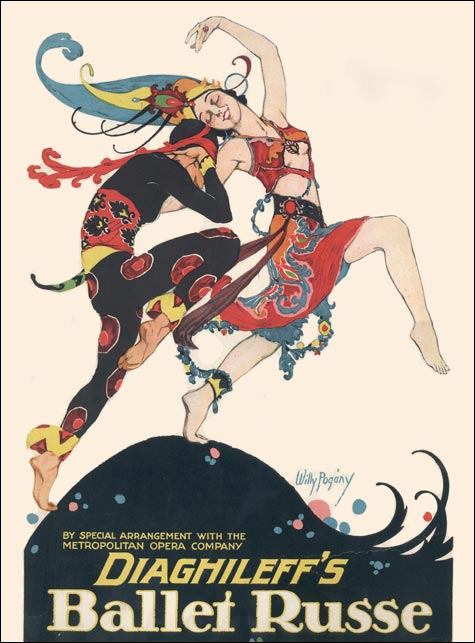 Willy Pogány
BY SPECIAL ARRANGEMENT WITH THE
METROPOLITAN OPERA COMPANY
DIAGHILEFF'S
Ballet Russe